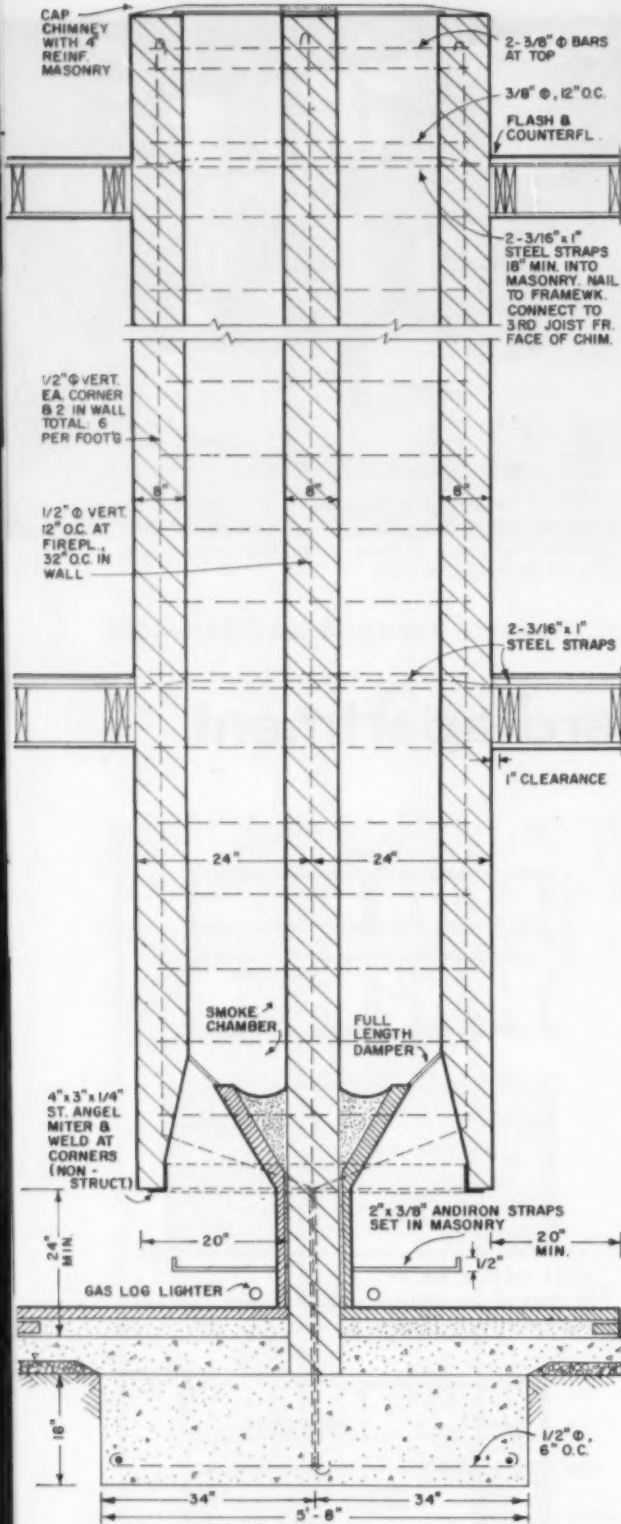 CAP
CHIMNEY
WITH 4"
REINF.
MASONRY
2-3/8" Φ BARS
AT TOP
3/8" Φ, 12" O.C.
FLASH &
COUNTERFL.
2-3/16" x 1"
STEEL STRAPS
18" MIN. INTO
MASONRY. NAIL
TO FRAMEWK.
CONNECT TO
3RD JOIST FR.
FACE OF CHIM.
1/2" Φ VERT.
EA. CORNER
& 2 IN WALL
TOTAL: 6
PER FOOT'G
8"
8"
8"
1/2" Φ VERT.
12" O.C. AT
FIREPL.,
32" O.C. IN
WALL
2-3/16" x 1"
STEEL STRAPS
1" CLEARANCE
24"
24"
SMOKE
CHAMBER
FULL
LENGTH
DAMPER
4" x 3" x 1/4"
ST. ANGEL
MITER &
WELD AT
CORNERS
(NON-
STRUCT.)
2" x 3/8" ANDIRON STRAPS
SET IN MASONRY
24"
MIN.
20"
1/2"
20"
MIN.
GAS LOG LIGHTER
18"
1/2" Φ,
6" O.C.
34"
34"
5'-8"